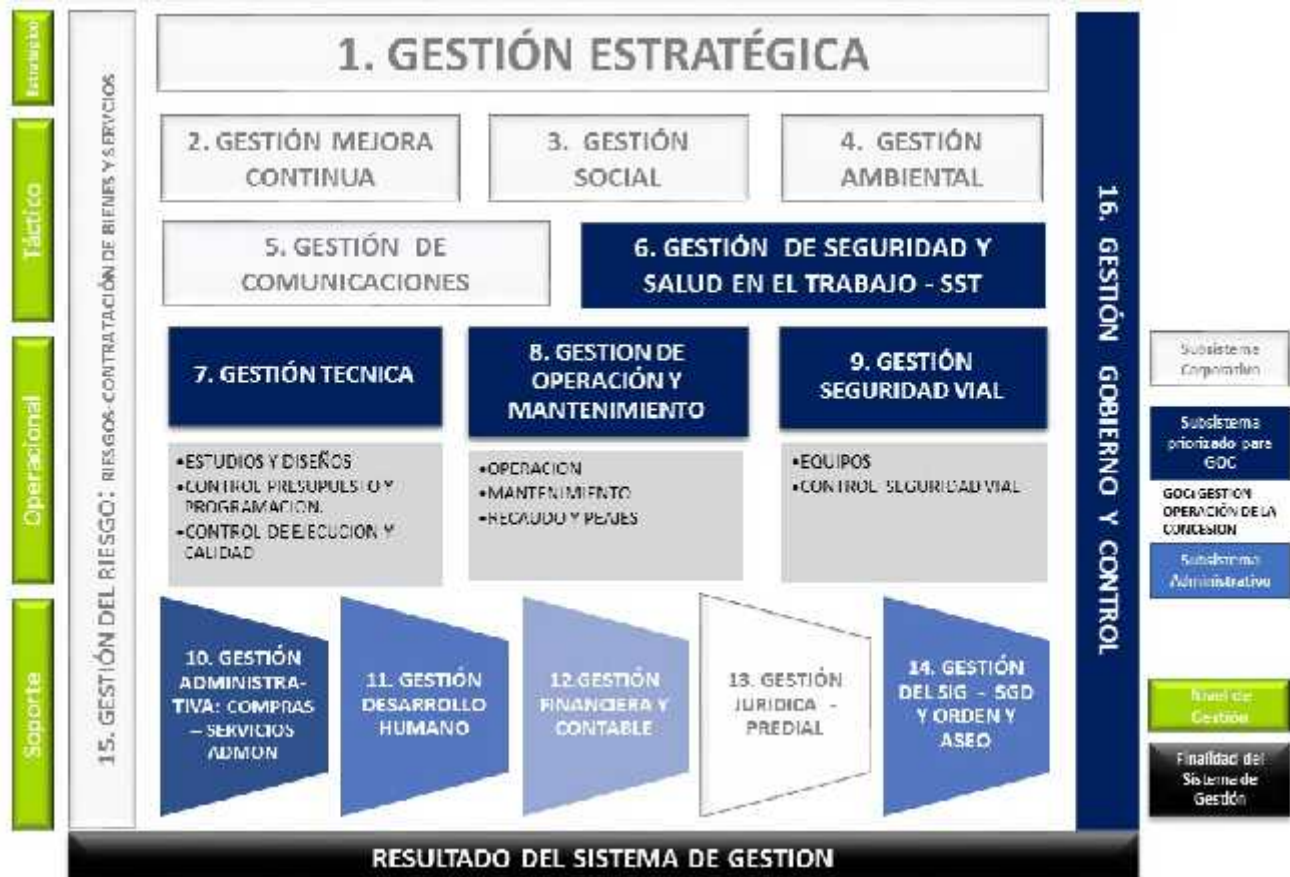 Estratégico
1. GESTIÓN ESTRATÉGICA
Táctico
2. GESTIÓN MEJORA
CONTINUA
3. GESTIÓN
SOCIAL
4. GESTIÓN
AMBIENTAL
5. GESTIÓN DE
COMUNICACIONES
6. GESTIÓN DE SEGURIDAD Y
SALUD EN EL TRABAJO - SST
Operacional
7. GESTIÓN TECNICA
8. GESTION DE
OPERACIÓN Y
MANTENIMIENTO
9. GESTIÓN
SEGURIDAD VIAL
•ESTUDIOS Y DISEÑOS
•CONTROL PRESUPUESTO Y
PROGRAMACION.
•CONTROL DE EJECUCION Y
CALIDAD
•OPERACION
•MANTENIMIENTO
•RECAUDO Y PEAJES
•EQUIPOS
•CONTROL SEGURIDAD VIAL
Soporte
10. GESTIÓN
ADMINISTRA-
TIVA: COMPRAS
– SERVICIOS
ADMON
11. GESTIÓN
DESARROLLO
HUMANO
12.GESTIÓN
FINANCIERA Y
CONTABLE
13. GESTIÓN
JURIDICA -
PREDIAL
14. GESTIÓN
DEL SIG - SGD
Y ORDEN Y
ASEO
15. GESTIÓN DEL RIESGO: RIESGOS-CONTRATACIÓN DE BIENES Y SERVCIOS
16. GESTIÓN GOBIERNO Y CONTROL
RESULTADO DEL SISTEMA DE GESTION
Subsistema
Corporativo
Subsistema
priorizado para
GOC
GOC: GESTION
OPERACIÓN DE LA
CONCESION
Subsistema
Administrativo
Nivel de
Gestión
Finalidad del
Sistema de
Gestión